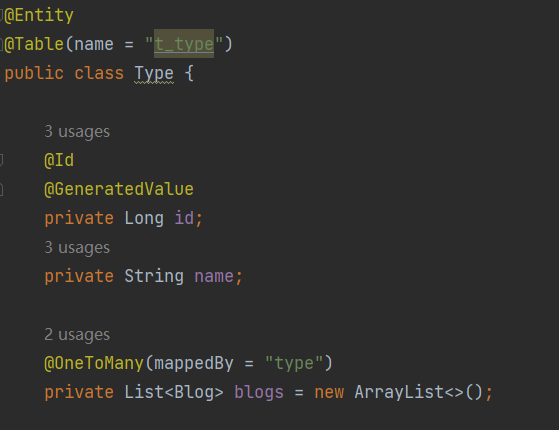 @Entity
@Table(name = "t_type")
public class Type {
3 usages
@Id
@GeneratedValue
private Long id;
3 usages
private String name;
2 usages
@OneToMany(mappedBy = "type")
private List<Blog> blogs = new ArrayList<>();